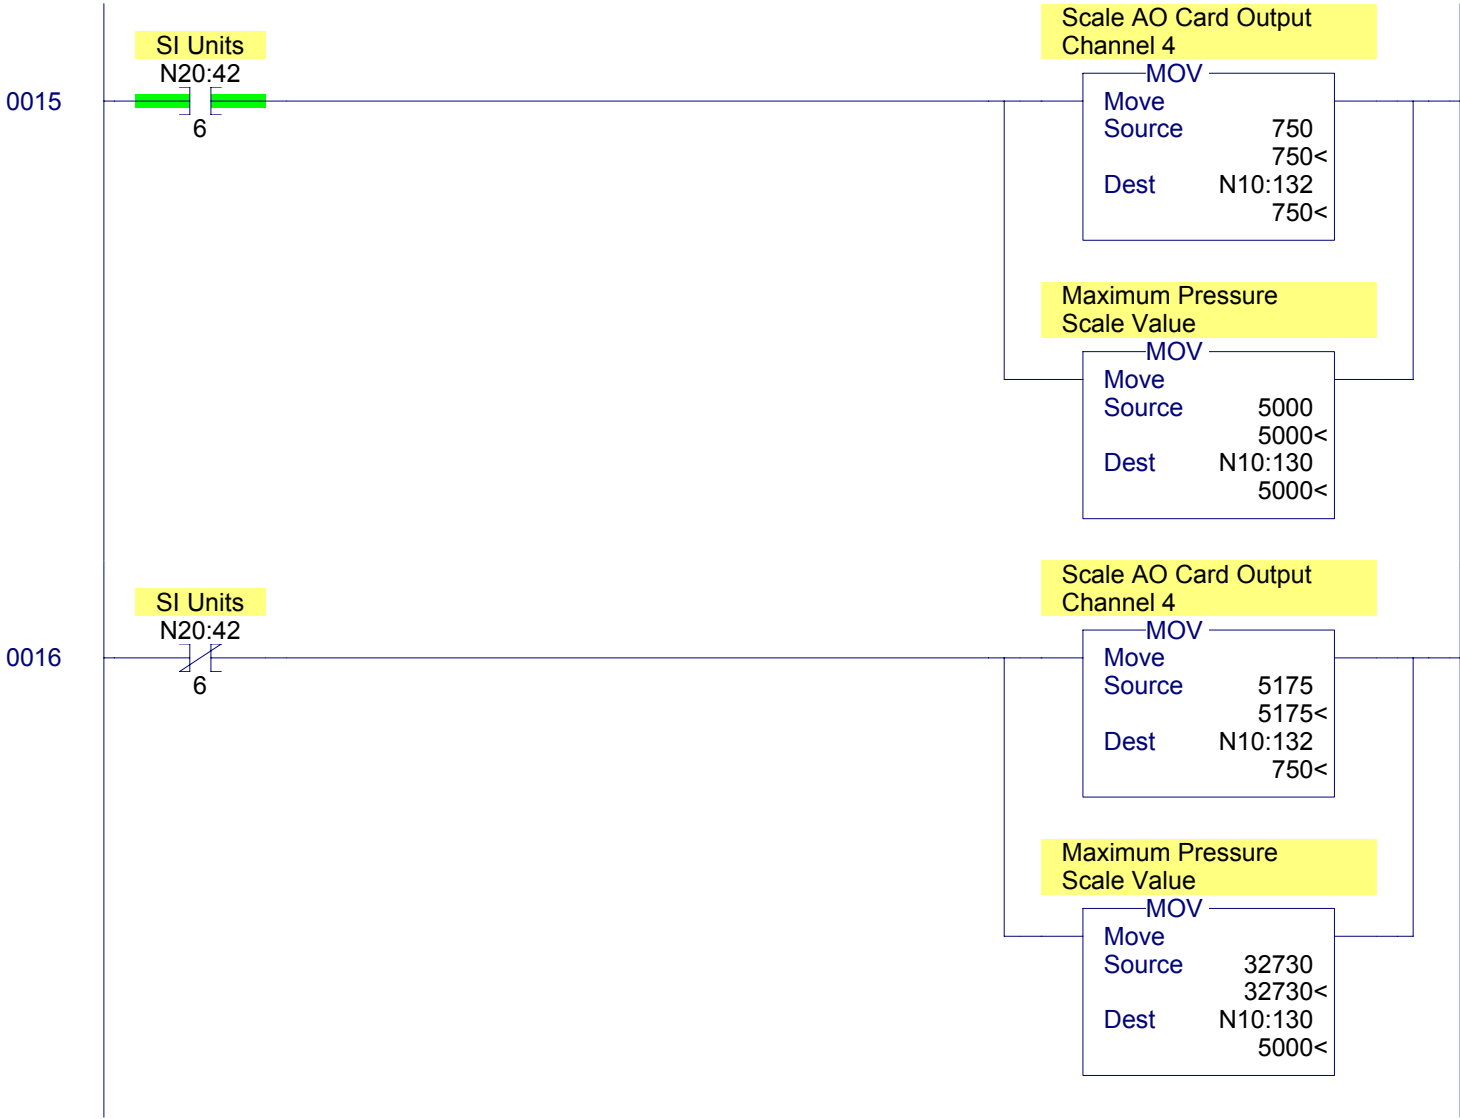 Scale AO Card Output
Channel 4
SI Units
N20:42
MOV
0015
Move
6
Source 750
750<
Dest N10:132
750<
Maximum Pressure
Scale Value
MOV
Move
Source 5000
5000<
Dest N10:130
5000<
Scale AO Card Output
Channel 4
SI Units
N20:42
MOV
0016
Move
6
Source 5175
5175<
Dest N10:132
750<
Maximum Pressure
Scale Value
MOV
Move
Source 32730
32730<
Dest N10:130
5000<